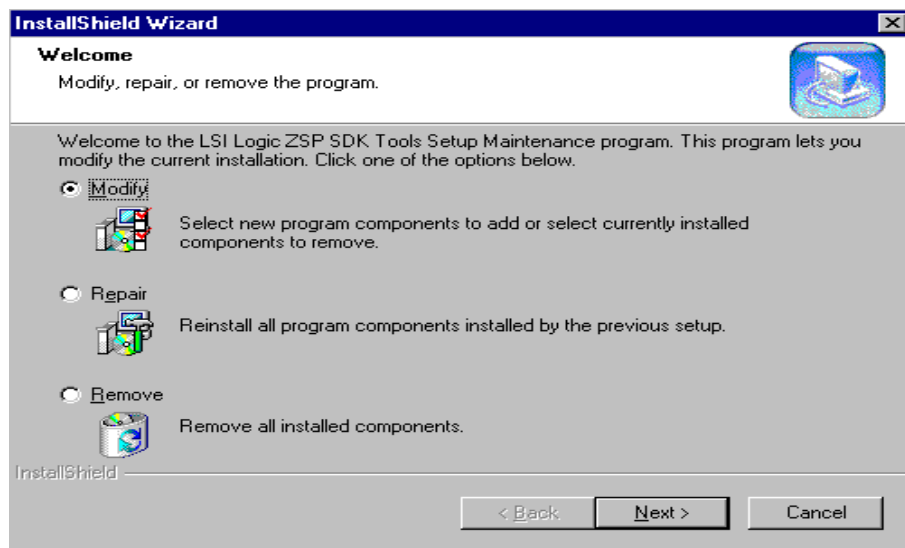 InstallShield Wizard
Welcome
Modify, repair, or remove the program.
Welcome to the LSI Logic ZSP SDK Tools Setup Maintenance program. This program lets you
modify the current installation. Click one of the options below.
Modify
Select new program components to add or select currently installed
components to remove.
Repair
Reinstall all program components installed by the previous setup.
Remove
Remove all installed components.
InstallShield
< Back
Next >
Cancel